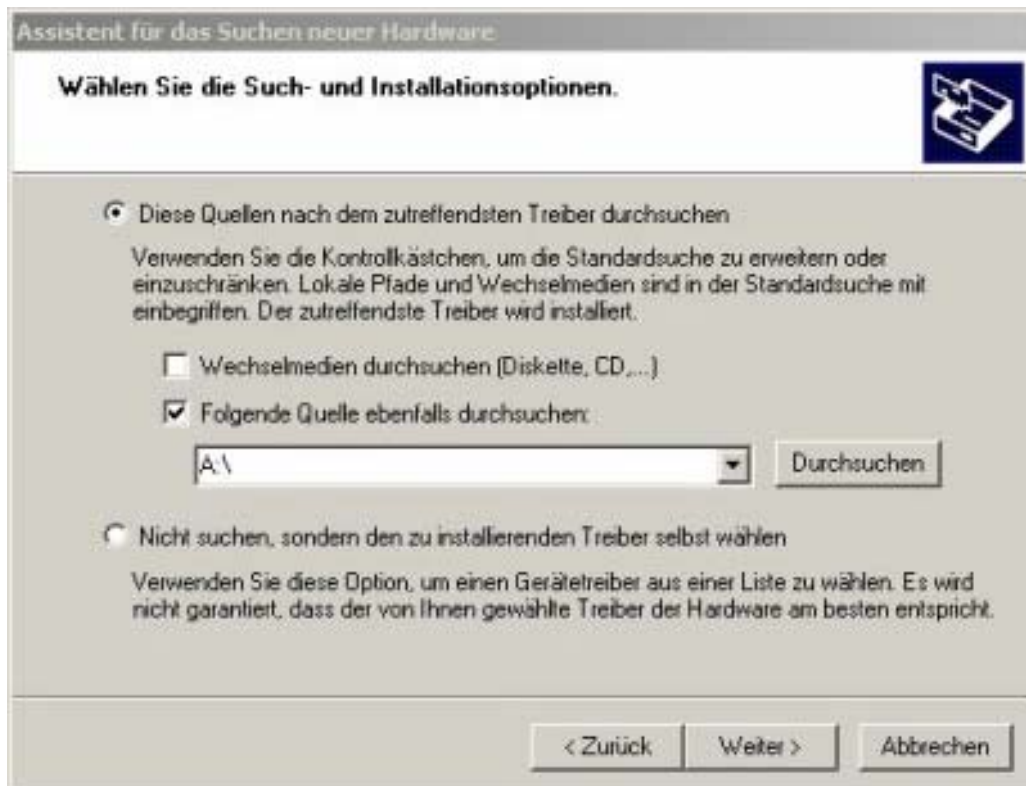 Assistent für das Suchen neuer Hardware
Wählen Sie die Such- und Installationsoptionen.
Diese Quellen nach dem zutreffendsten Treiber durchsuchen
Verwenden Sie die Kontrollkästchen, um die Standardsuche zu erweitern oder
einzuschränken. Lokale Pfade und Wechselmedien sind in der Standardsuche mit
einbegriffen. Der zutreffendste Treiber wird installiert.
Wechselmedien durchsuchen (Diskette, CD,...)
Folgende Quelle ebenfalls durchsuchen:
A:\ Durchsuchen
Nicht suchen, sondern den zu installierenden Treiber selbst wählen
Verwenden Sie diese Option, um einen Gerätetreiber aus einer Liste zu wählen. Es wird
nicht garantiert, dass der von Ihnen gewählte Treiber der Hardware am besten entspricht.
< Zurück Weiter > Abbrechen